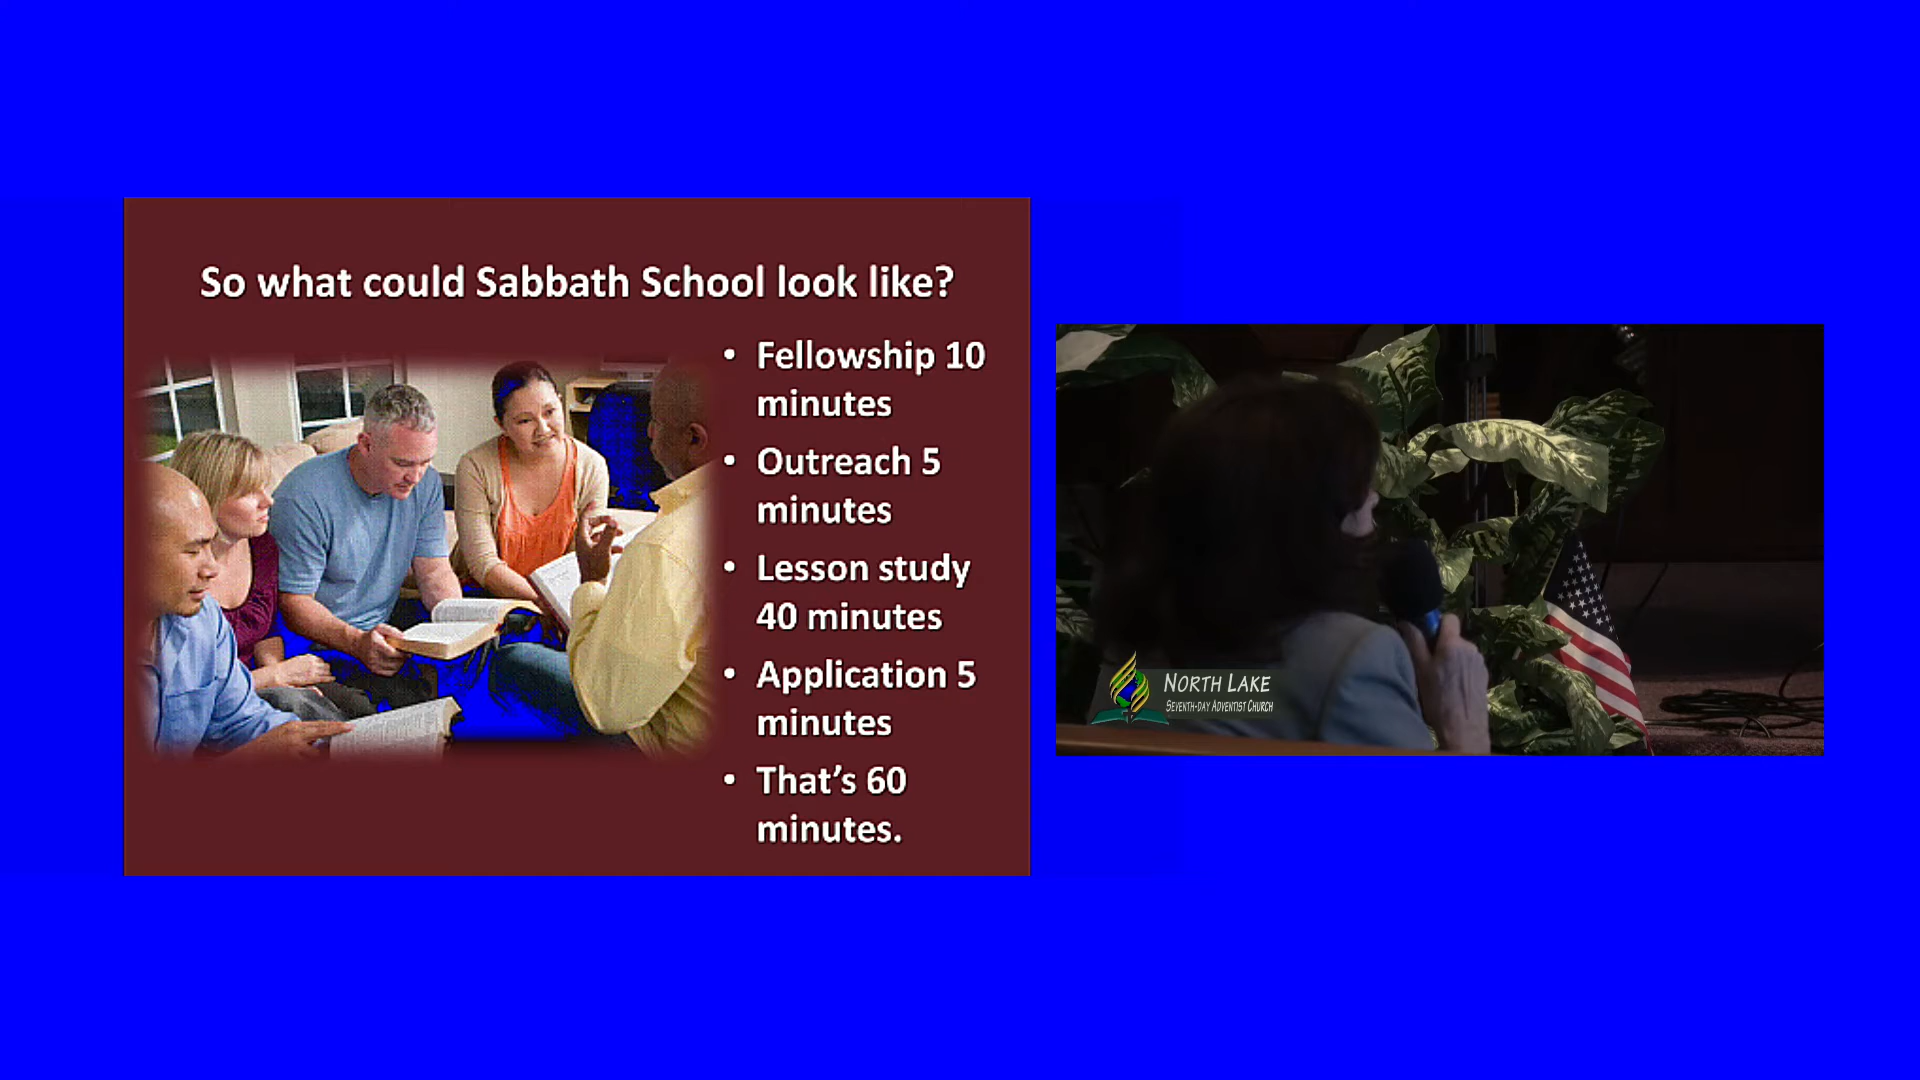 So what could Sabbath School look like?
• Fellowship 10
minutes
• Outreach 5
minutes
• Lesson study
40 minutes
• Application 5
minutes
• That’s 60
minutes.
NORTH LAKE
SEVENTH-DAY ADVENTIST CHURCH